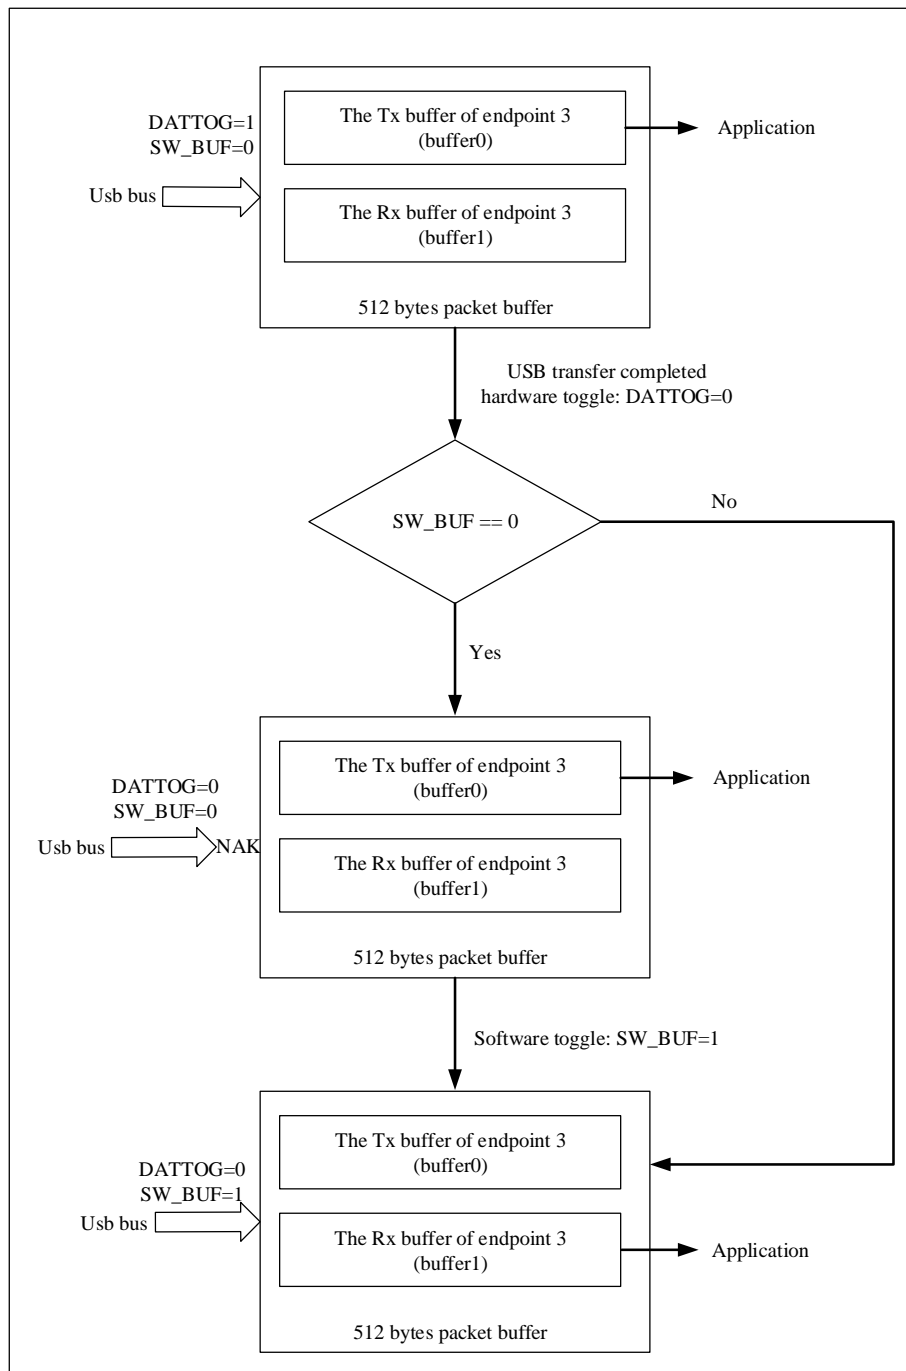 DATTOG=1
SW_BUF=0
Usb bus
The Tx buffer of endpoint 3
(buffer0)
Application
The Rx buffer of endpoint 3
(buffer1)
512 bytes packet buffer
USB transfer completed
hardware toggle: DATTOG=0
SW_BUF == 0
No
Yes
DATTOG=0
SW_BUF=0
Usb bus
NAK
The Tx buffer of endpoint 3
(buffer0)
Application
The Rx buffer of endpoint 3
(buffer1)
512 bytes packet buffer
Software toggle: SW_BUF=1
DATTOG=0
SW_BUF=1
Usb bus
The Tx buffer of endpoint 3
(buffer0)
The Rx buffer of endpoint 3
(buffer1)
Application
512 bytes packet buffer